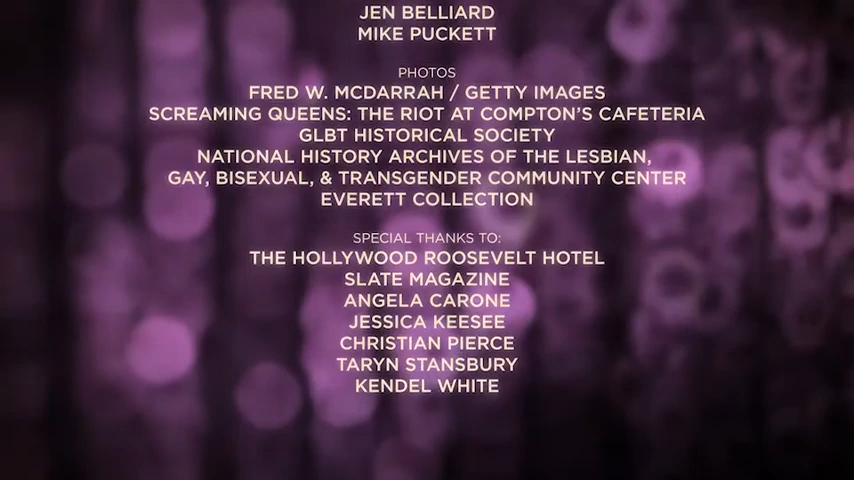 JEN BELLIARD
MIKE PUCKETT
PHOTOS
FRED W. MCDARRAH / GETTY IMAGES
SCREAMING QUEENS: THE RIOT AT COMPTON'S CAFETERIA
GLBT HISTORICAL SOCIETY
NATIONAL HISTORY ARCHIVES OF THE LESBIAN,
GAY, BISEXUAL, & TRANSGENDER COMMUNITY CENTER
EVERETT COLLECTION
SPECIAL THANKS TO:
THE HOLLYWOOD ROOSEVELT HOTEL
SLATE MAGAZINE
ANGELA CARONE
JESSICA KEESEE
CHRISTIAN PIERCE
TARYN STANSBURY
KENDEL WHITE